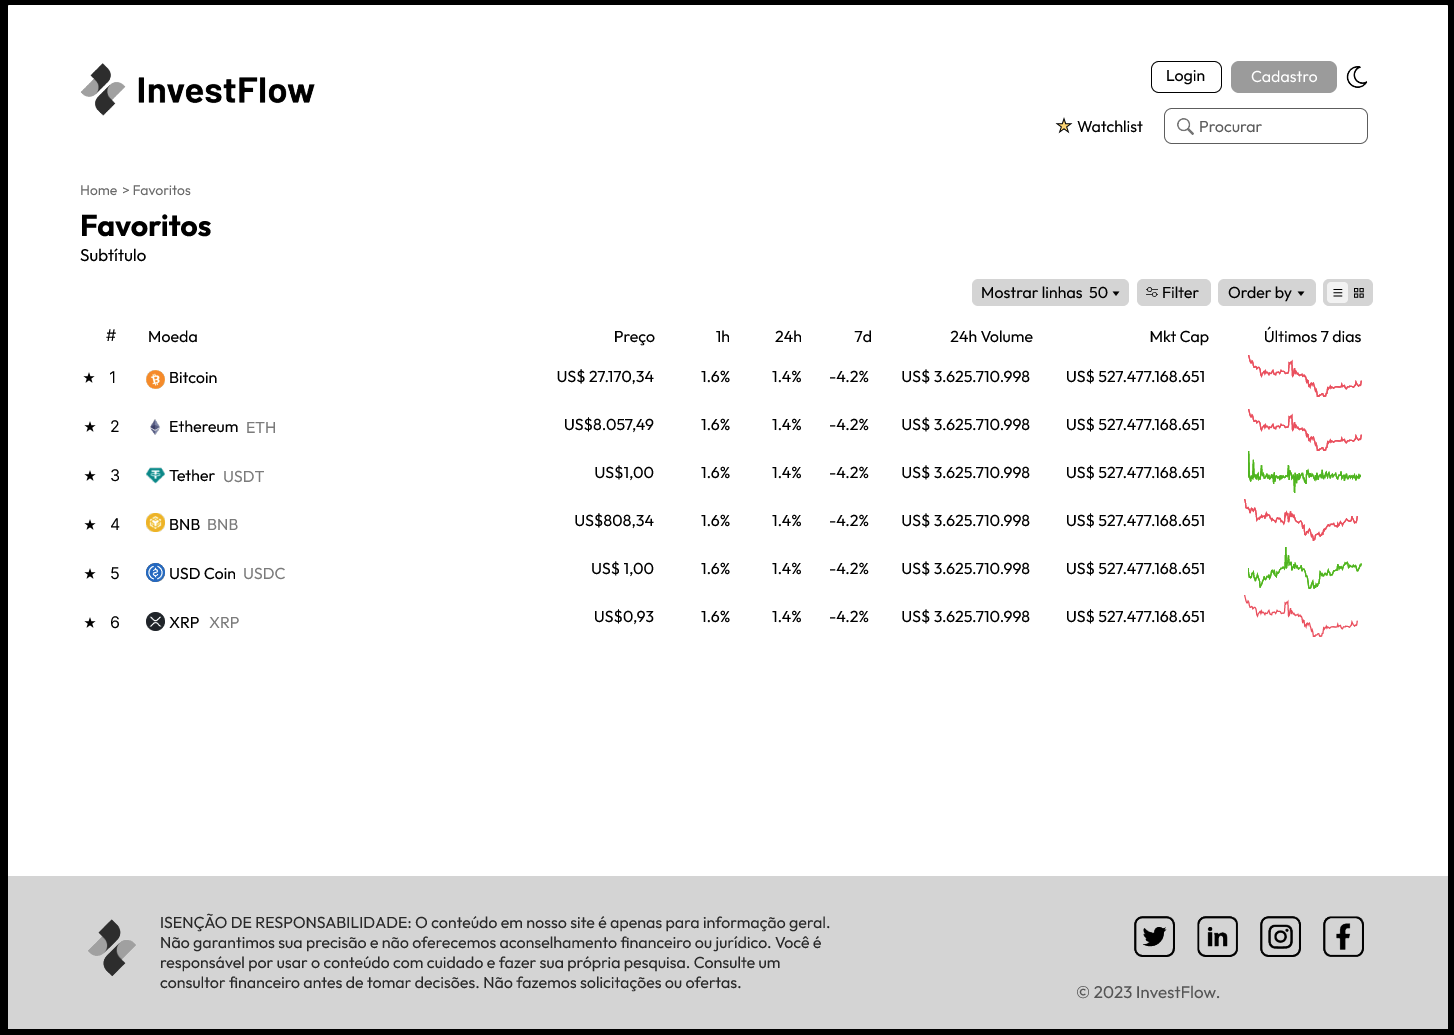 InvestFlow
Login Cadastro
Watchlist Procurar
Home > Favoritos
Favoritos
Subtítulo
Mostrar linhas 50 Filter Order by
# Moeda Preço 1h 24h 7d 24h Volume Mkt Cap Últimos 7 dias
1 Bitcoin US$ 27.170,34 1.6% 1.4% -4.2% US$ 3.625.710.998 US$ 527.477.168.651
2 Ethereum ETH US$8.057,49 1.6% 1.4% -4.2% US$ 3.625.710.998 US$ 527.477.168.651
3 Tether USDT US$1,00 1.6% 1.4% -4.2% US$ 3.625.710.998 US$ 527.477.168.651
4 BNB BNB US$808,34 1.6% 1.4% -4.2% US$ 3.625.710.998 US$ 527.477.168.651
5 USD Coin USDC US$ 1,00 1.6% 1.4% -4.2% US$ 3.625.710.998 US$ 527.477.168.651
6 XRP XRP US$0,93 1.6% 1.4% -4.2% US$ 3.625.710.998 US$ 527.477.168.651
ISENÇÃO DE RESPONSABILIDADE: O conteúdo em nosso site é apenas para informação geral.
Não garantimos sua precisão e não oferecemos aconselhamento financeiro ou jurídico. Você é
responsável por usar o conteúdo com cuidado e fazer sua própria pesquisa. Consulte um
consultor financeiro antes de tomar decisões. Não fazemos solicitações ou ofertas.
© 2023 InvestFlow.